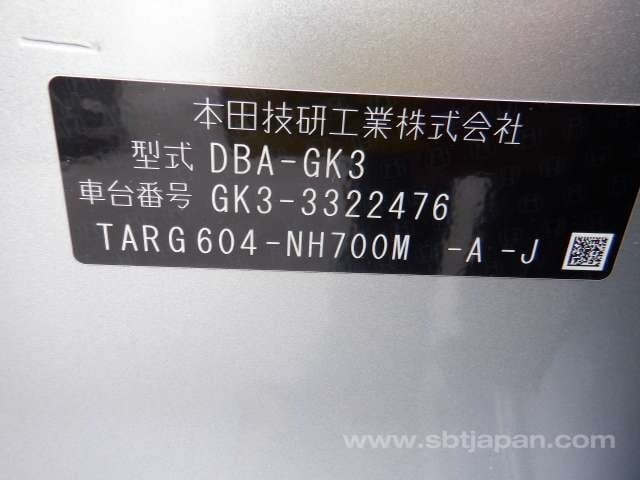 本田技研工業株式会社
型式 DBA-GK3
車台番号 GK3-3322476
TARG604-NH700M -A -J
www.sbtjapan.com